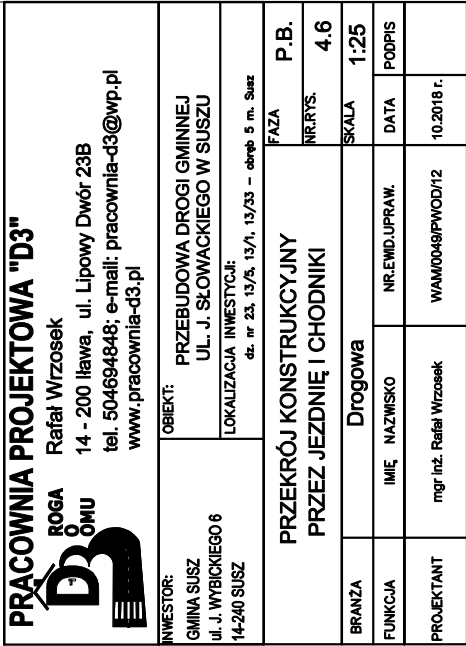 PRACOWNIA PROJEKTOWA "D3"
D3
ROGA
O
OMU
Rafał Wrzosek
14 - 200 Iława, ul. Lipowy Dwór 23B
tel. 504694848; e-mail: pracownia-d3@wp.pl
www.pracownia-d3.pl
INWESTOR:
GMINA SUSZ
ul. J. WYBICKIEGO 6
14-240 SUSZ
OBIEKT:
PRZEBUDOWA DROGI GMINNEJ
UL. J. SŁOWACKIEGO W SUSZU
LOKALIZACJA INWESTYCJI:
dz. nr 23, 13/5, 13/1, 13/33 – obręb 5 m. Susz
PRZEKRÓJ KONSTRUKCYJNY
PRZEZ JEZDNIĘ I CHODNIKI
FAZA
P.B.
NR.RYS.
4.6
BRANŻA
Drogowa
SKALA
1:25
FUNKCJA
IMIĘ, NAZWISKO
NR.EWID.UPRAW.
DATA
PODPIS
PROJEKTANT
mgr inż. Rafał Wrzosek
WAM/0049/PWOD/12
10.2018 r.